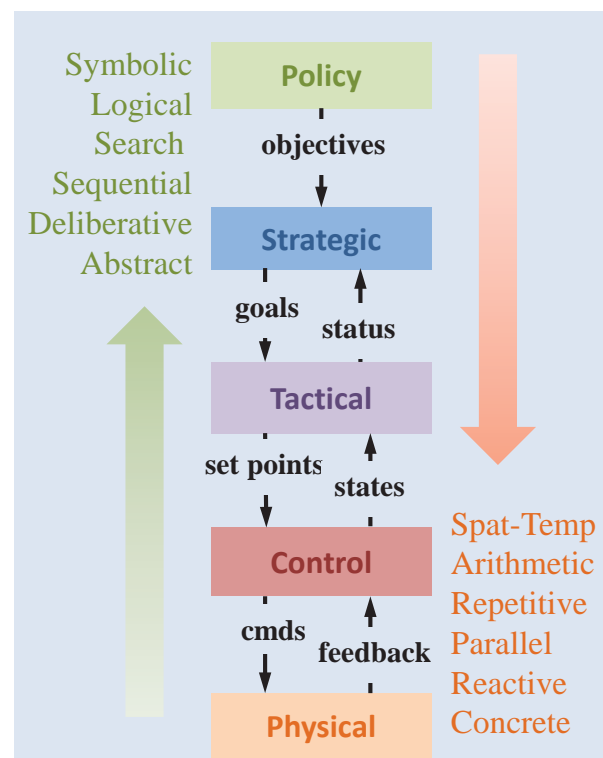 Symbolic
Logical
Search
Sequential
Deliberative
Abstract
Policy
objectives
Strategic
goals
status
Tactical
set points
states
Control
cmds
feedback
Physical
Spat-Temp
Arithmetic
Repetitive
Parallel
Reactive
Concrete